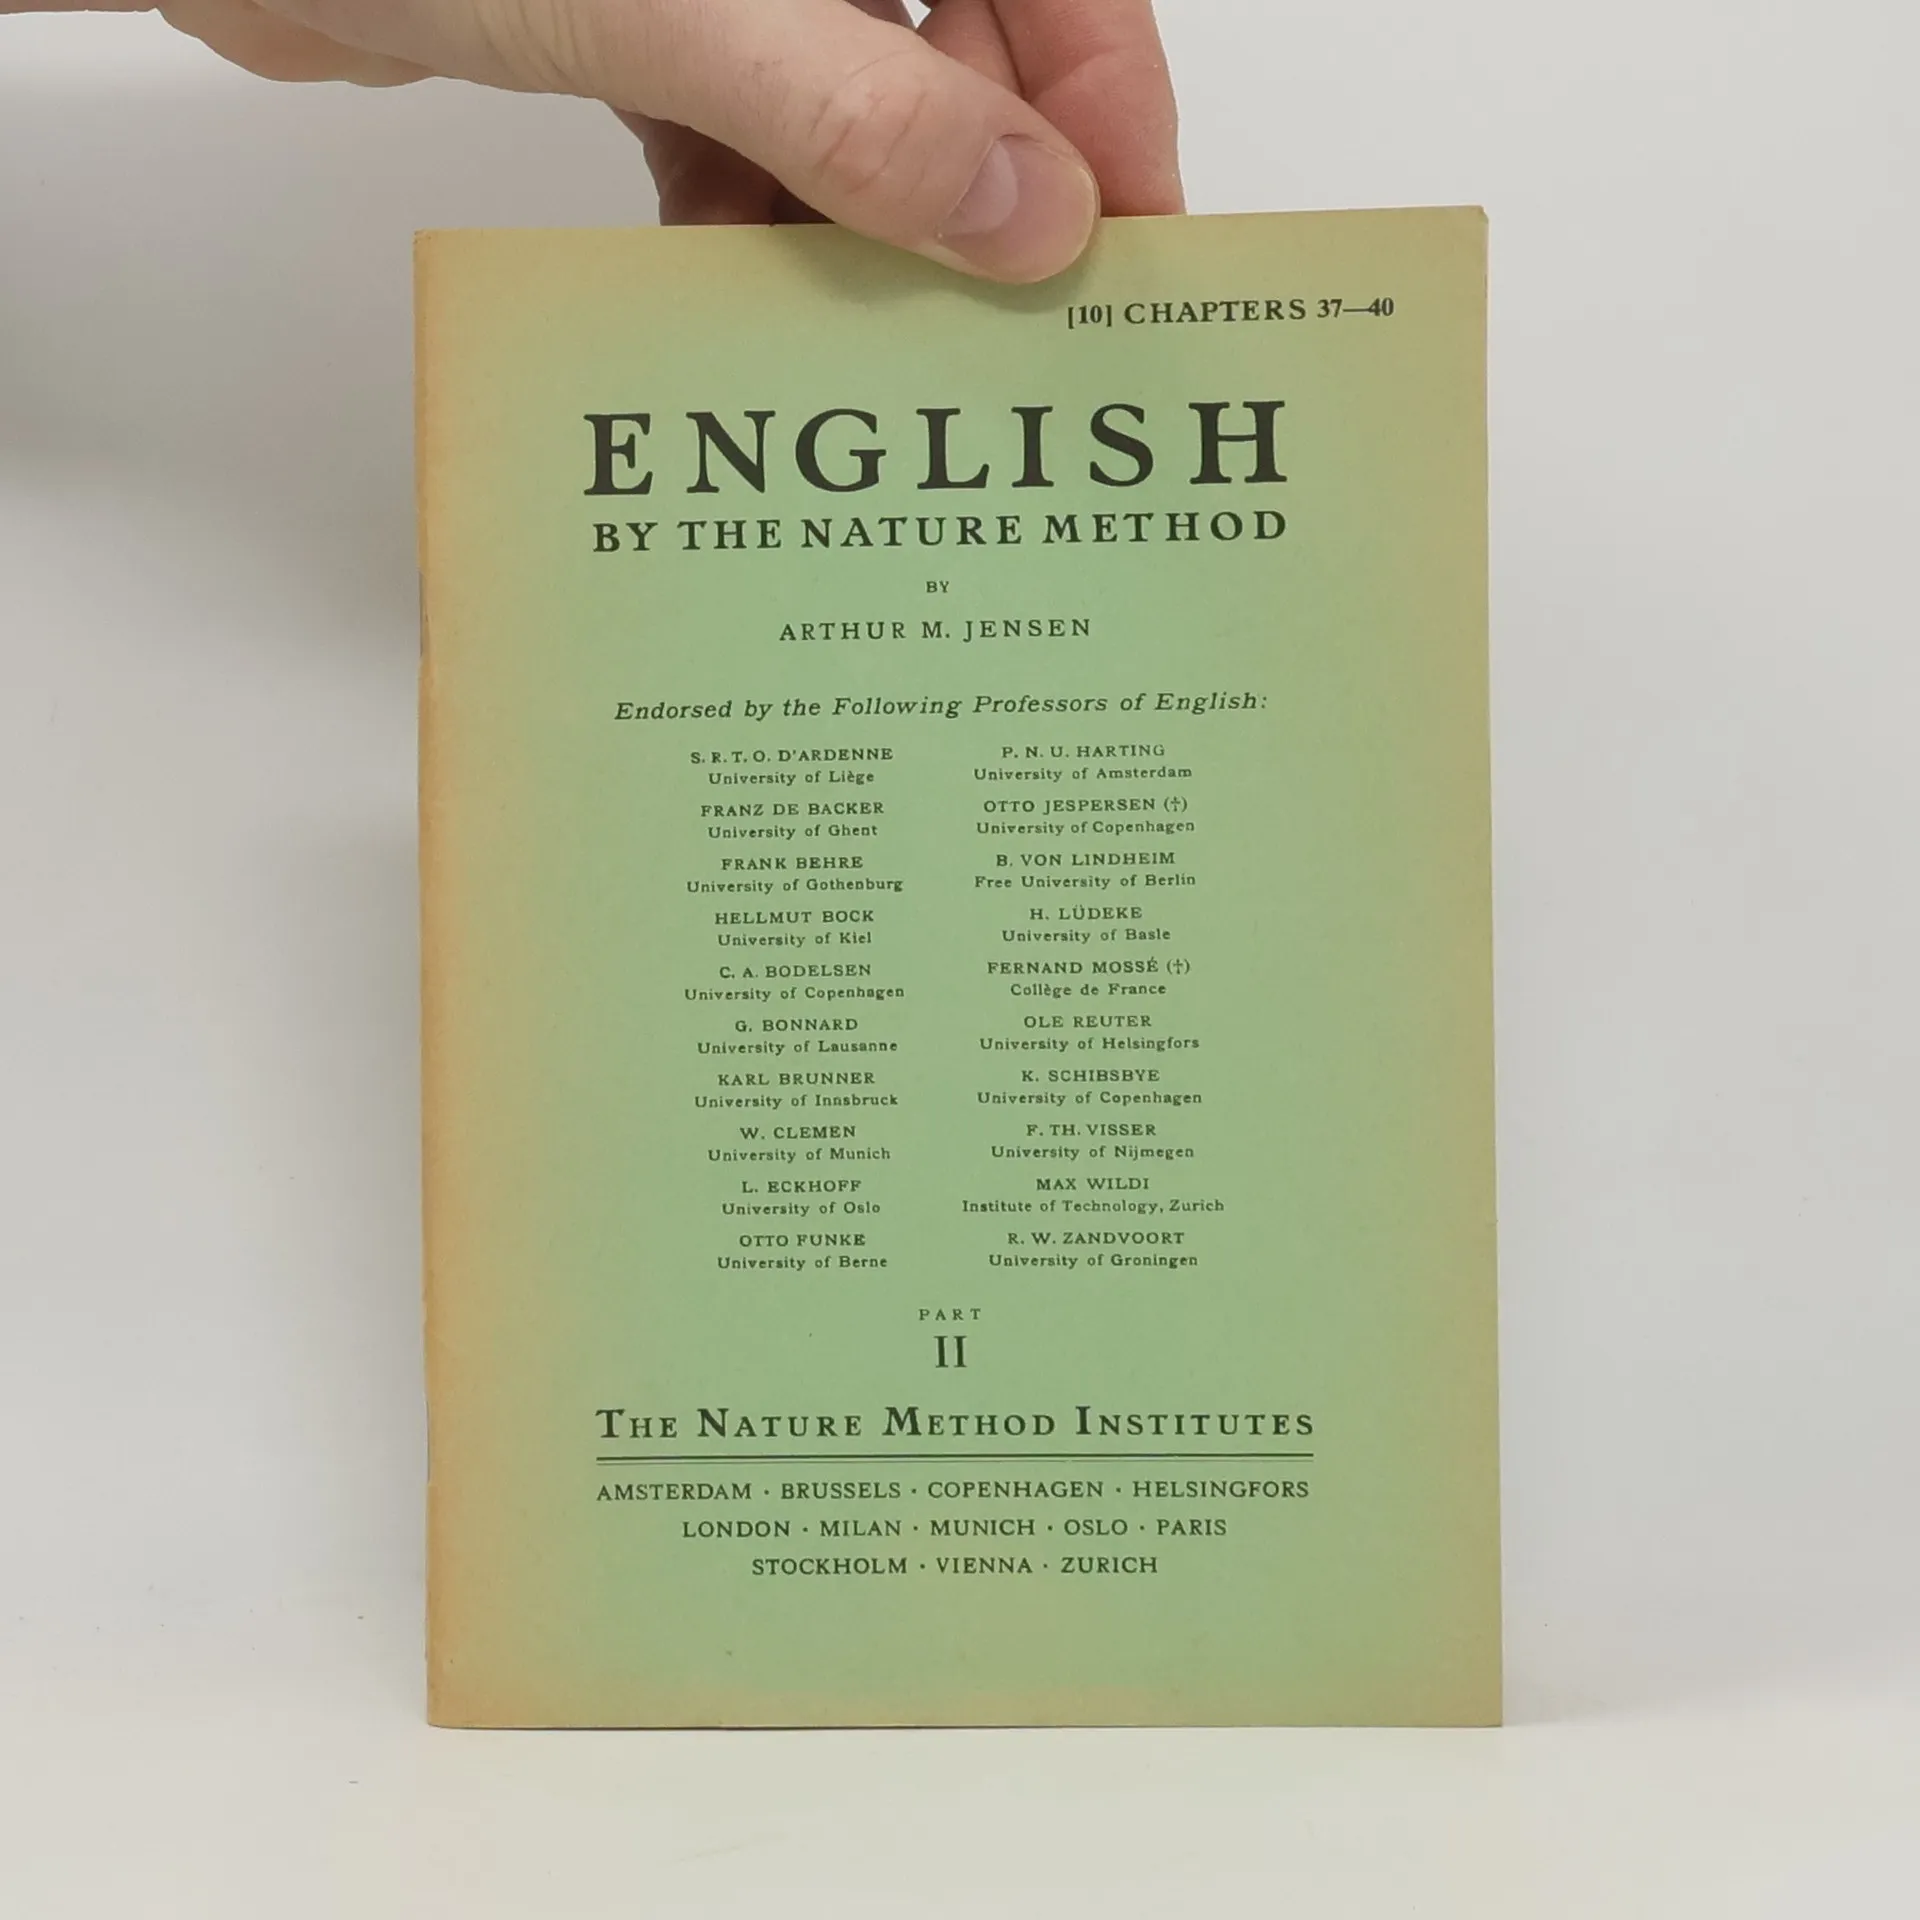 [10] CHAPTERS 37—40
ENGLISH
BY THE NATURE METHOD
BY
ARTHUR M. JENSEN
Endorsed by the Following Professors of English:
S. R. T. O. D'ARDENNE
University of Liège
FRANZ DE BACKER
University of Ghent
FRANK BEHRE
University of Gothenburg
HELLMUT BOCK
University of Kiel
C. A. BODELSEN
University of Copenhagen
G. BONNARD
University of Lausanne
KARL BRUNNER
University of Innsbruck
W. CLEMEN
University of Munich
L. ECKHOFF
University of Oslo
OTTO FUNKE
University of Berne
P. N. U. HARTING
University of Amsterdam
OTTO JESPERSEN (†)
University of Copenhagen
B. VON LINDHEIM
Free University of Berlin
H. LÜDEKE
University of Basle
FERNAND MOSSÉ (†)
Collège de France
OLE REUTER
University of Helsingfors
K. SCHIBSBYE
University of Copenhagen
F. TH. VISSER
University of Nijmegen
MAX WILDI
Institute of Technology, Zurich
R. W. ZANDVOORT
University of Groningen
PART
II
THE NATURE METHOD INSTITUTES
AMSTERDAM · BRUSSELS · COPENHAGEN · HELSINGFORS
LONDON · MILAN · MUNICH · OSLO · PARIS
STOCKHOLM · VIENNA · ZURICH